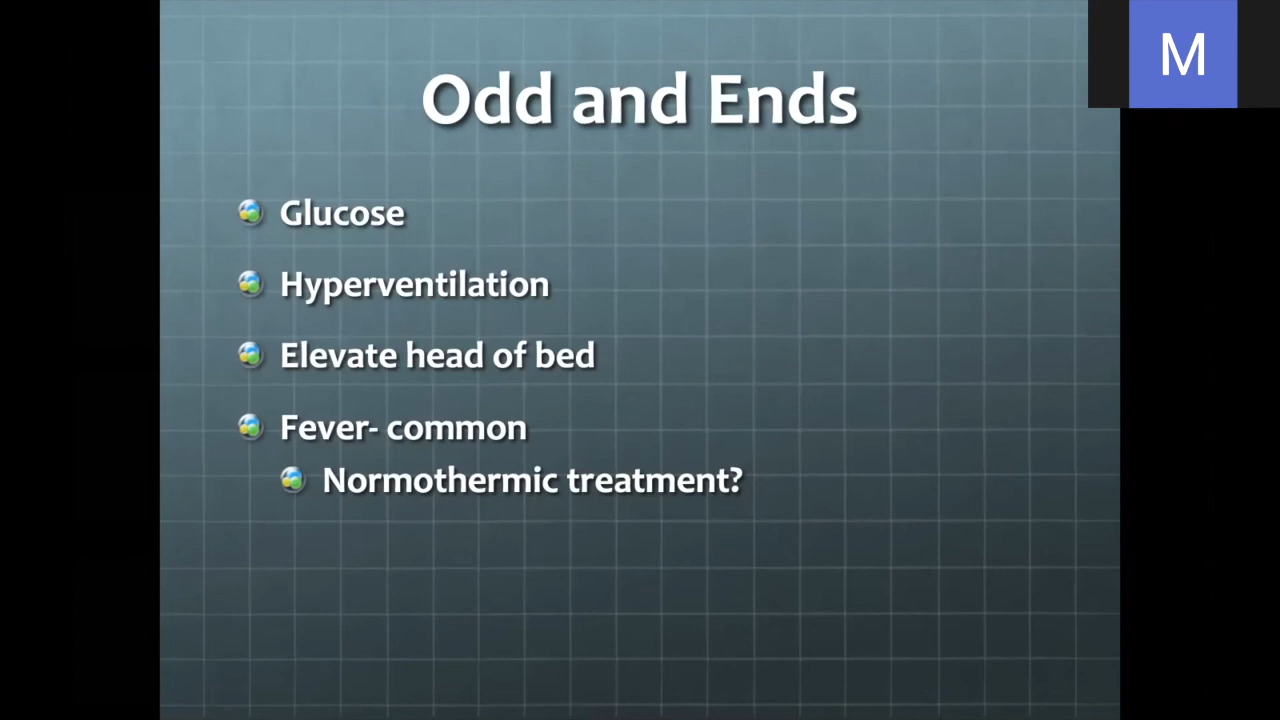 Odd and Ends
M
Glucose
Hyperventilation
Elevate head of bed
Fever- common
Normothermic treatment?